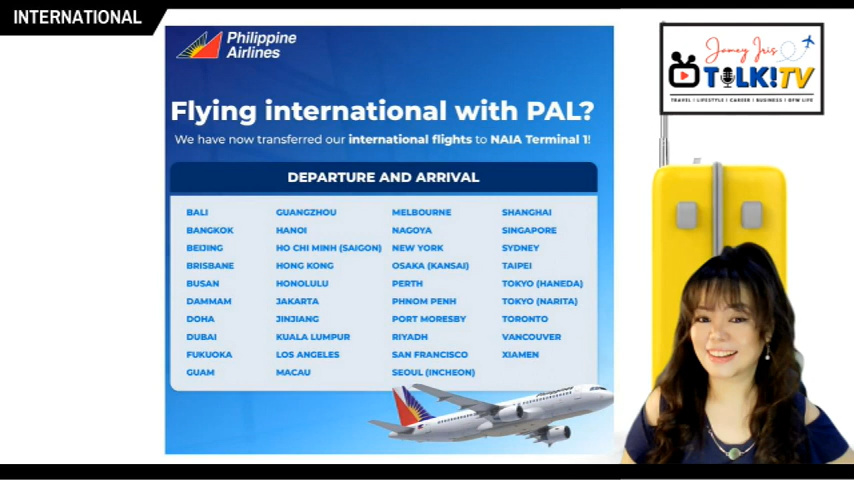 INTERNATIONAL
Philippine
Airlines
Flying international with PAL?
We have now transferred our international flights to NAIA Terminal 1!
DEPARTURE AND ARRIVAL
BALI
BANGKOK
BEIJING
BRISBANE
BUSAN
DAMMAM
DOHA
DUBAI
FUKUOKA
GUAM
GUANGZHOU
HANOI
HO CHI MINH (SAIGON)
HONG KONG
HONOLULU
JAKARTA
JINJIANG
KUALA LUMPUR
LOS ANGELES
MACAU
MELBOURNE
NAGOYA
NEW YORK
OSAKA (KANSAI)
PERTH
PHNOM PENH
PORT MORESBY
RIYADH
SAN FRANCISCO
SEOUL (INCHEON)
SHANGHAI
SINGAPORE
SYDNEY
TAIPEI
TOKYO (HANEDA)
TOKYO (NARITA)
TORONTO
VANCOUVER
XIAMEN
Jamey Iris
TALK!TV
TRAVEL | LIFESTYLE | CAREER | BUSINESS | OFW LIFE